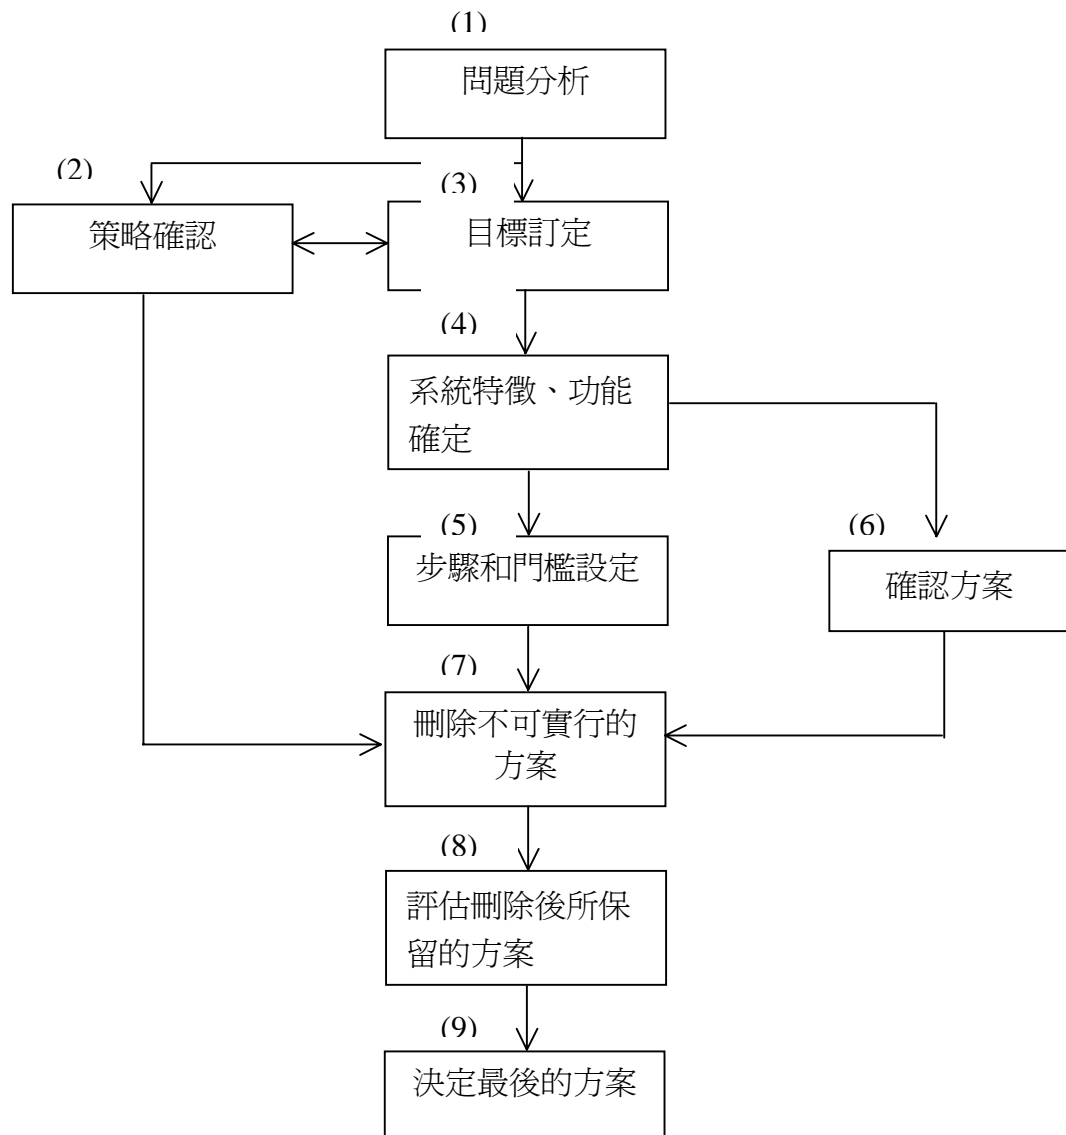 (1)
問題分析
(2)
(3)
策略確認
目標訂定
(4)
系統特徵、功能
確定
(5)
(6)
步驟和門檻設定
確認方案
(7)
刪除不可實行的
方案
(8)
評估刪除後所保
留的方案
(9)
決定最後的方案